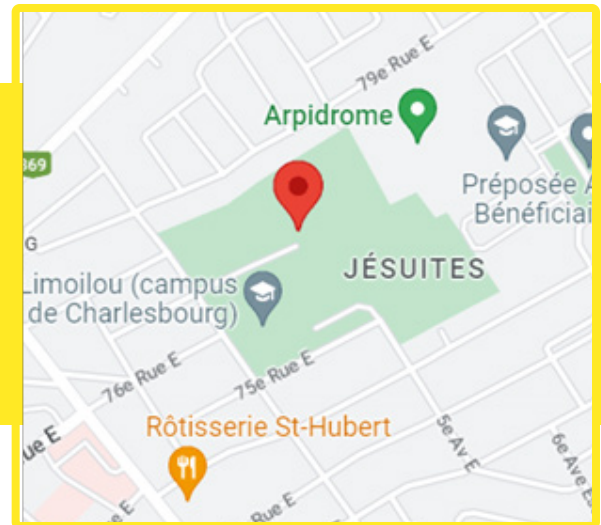 79e Rue E
Arpidrome
369
Préposée A
Bénéficiai
G
Limoilou (campus
de Charlesbourg)
JÉSUITES
76e Rue E
75e Rue E
ue E
Rôtisserie St-Hubert
5e Av E
6e Ave E
E
Rue E